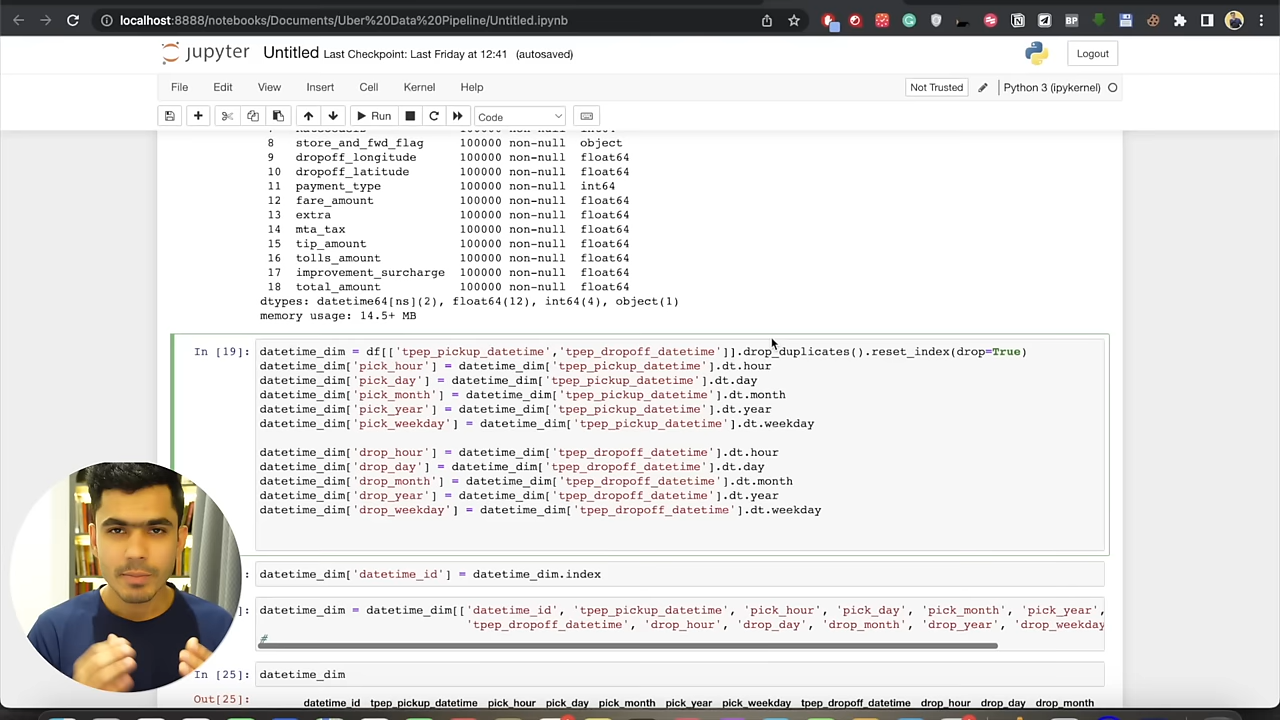 localhost:8888/notebooks/Documents/Uber%20Data%20Pipeline/Untitled.ipynb
jupyter Untitled Last Checkpoint: Last Friday at 12:41 (autosaved)
Logout
File Edit View Insert Cell Kernel Help
Not Trusted
Python 3 (ipykernel)
Run
Code
8 store_and_fwd_flag 100000 non-null object
9 dropoff_longitude 100000 non-null float64
10 dropoff_latitude 100000 non-null float64
11 payment_type 100000 non-null int64
12 fare_amount 100000 non-null float64
13 extra 100000 non-null float64
14 mta_tax 100000 non-null float64
15 tip_amount 100000 non-null float64
16 tolls_amount 100000 non-null float64
17 improvement_surcharge 100000 non-null float64
18 total_amount 100000 non-null float64
dtypes: datetime64[ns](2), float64(12), int64(4), object(1)
memory usage: 14.5+ MB
In [19]: datetime_dim = df[['tpep_pickup_datetime','tpep_dropoff_datetime']].drop_duplicates().reset_index(drop=True)
datetime_dim['pick_hour'] = datetime_dim['tpep_pickup_datetime'].dt.hour
datetime_dim['pick_day'] = datetime_dim['tpep_pickup_datetime'].dt.day
datetime_dim['pick_month'] = datetime_dim['tpep_pickup_datetime'].dt.month
datetime_dim['pick_year'] = datetime_dim['tpep_pickup_datetime'].dt.year
datetime_dim['pick_weekday'] = datetime_dim['tpep_pickup_datetime'].dt.weekday
datetime_dim['drop_hour'] = datetime_dim['tpep_dropoff_datetime'].dt.hour
datetime_dim['drop_day'] = datetime_dim['tpep_dropoff_datetime'].dt.day
datetime_dim['drop_month'] = datetime_dim['tpep_dropoff_datetime'].dt.month
datetime_dim['drop_year'] = datetime_dim['tpep_dropoff_datetime'].dt.year
datetime_dim['drop_weekday'] = datetime_dim['tpep_dropoff_datetime'].dt.weekday
: datetime_dim['datetime_id'] = datetime_dim.index
]: datetime_dim = datetime_dim[['datetime_id', 'tpep_pickup_datetime', 'pick_hour', 'pick_day', 'pick_month', 'pick_year',
'tpep_dropoff_datetime', 'drop_hour', 'drop_day', 'drop_month', 'drop_year', 'drop_weekday
#
In [25]: datetime_dim
Out[25]:
datetime_id tpep_pickup_datetime pick_hour pick_day pick_month pick_year pick_weekday tpep_dropoff_datetime drop_hour drop_day drop_month